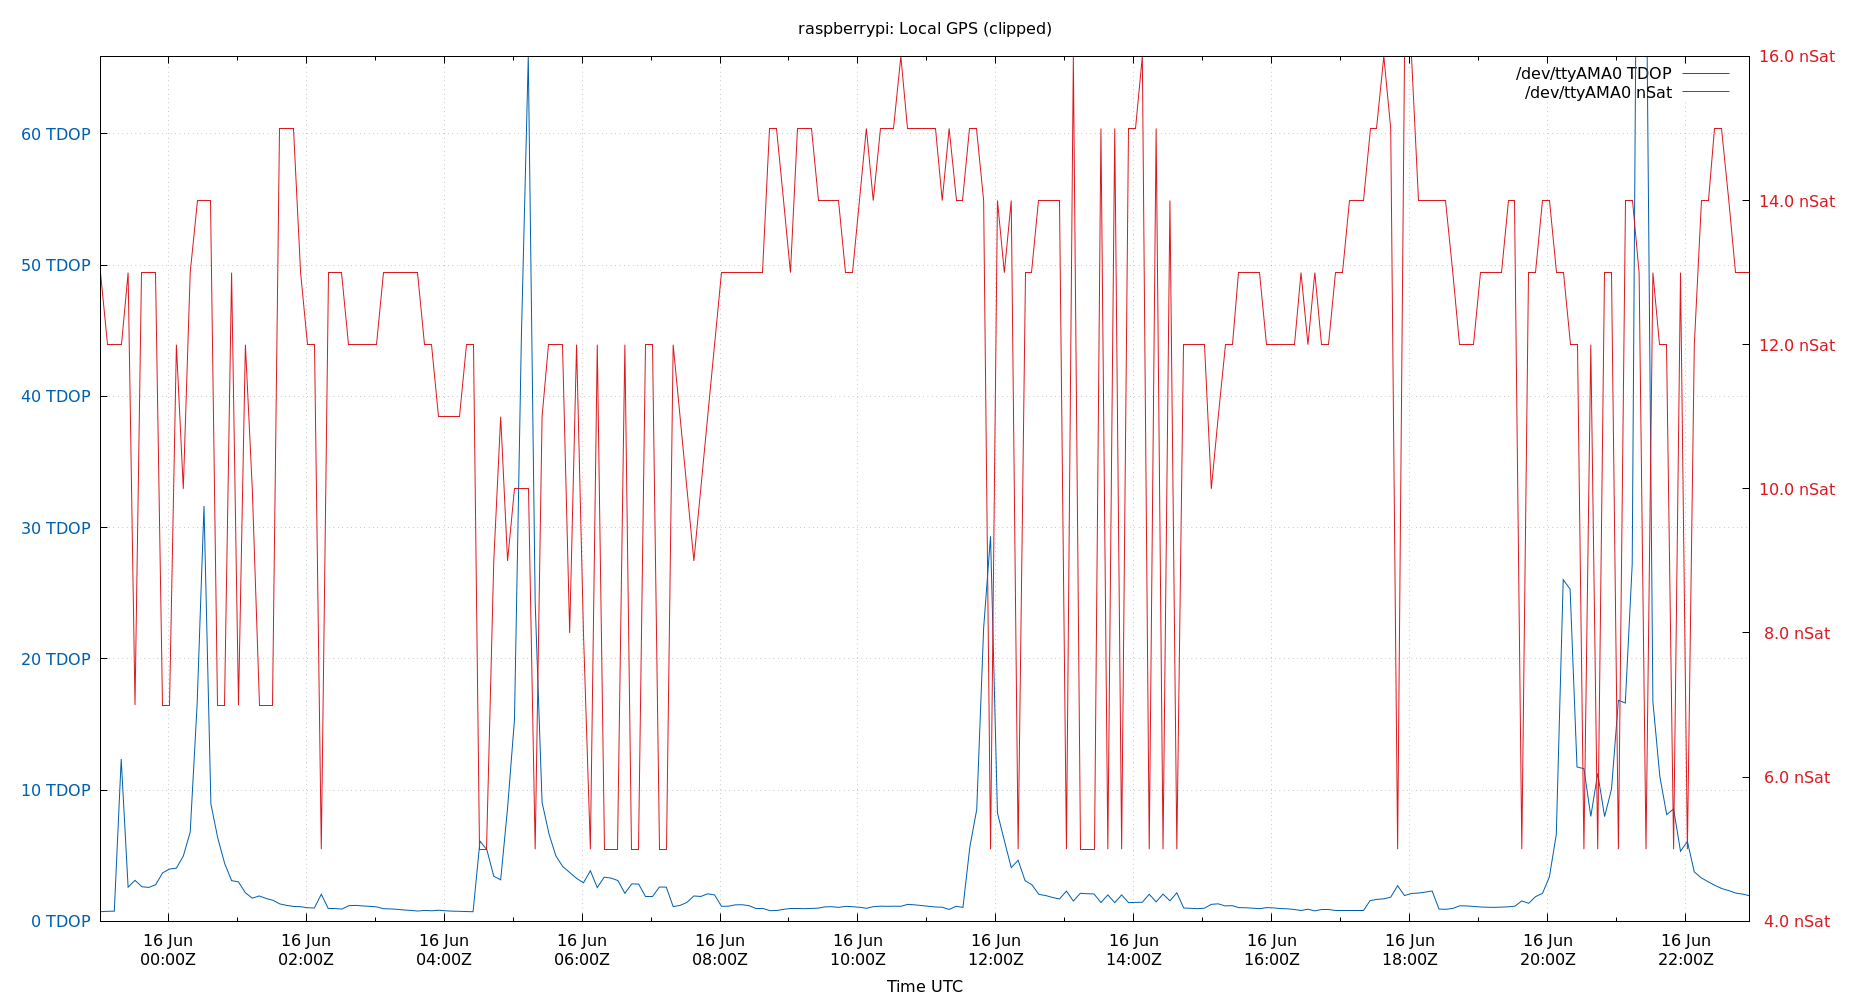 raspberrypi: Local GPS (clipped)
/dev/ttyAMA0 TDOP
/dev/ttyAMA0 nSat
60 TDOP
50 TDOP
40 TDOP
30 TDOP
20 TDOP
10 TDOP
0 TDOP
16.0 nSat
14.0 nSat
12.0 nSat
10.0 nSat
8.0 nSat
6.0 nSat
4.0 nSat
16 Jun 16 Jun 16 Jun 16 Jun 16 Jun 16 Jun 16 Jun 16 Jun 16 Jun 16 Jun 16 Jun 16 Jun
00:00Z 02:00Z 04:00Z 06:00Z 08:00Z 10:00Z 12:00Z 14:00Z 16:00Z 18:00Z 20:00Z 22:00Z
Time UTC